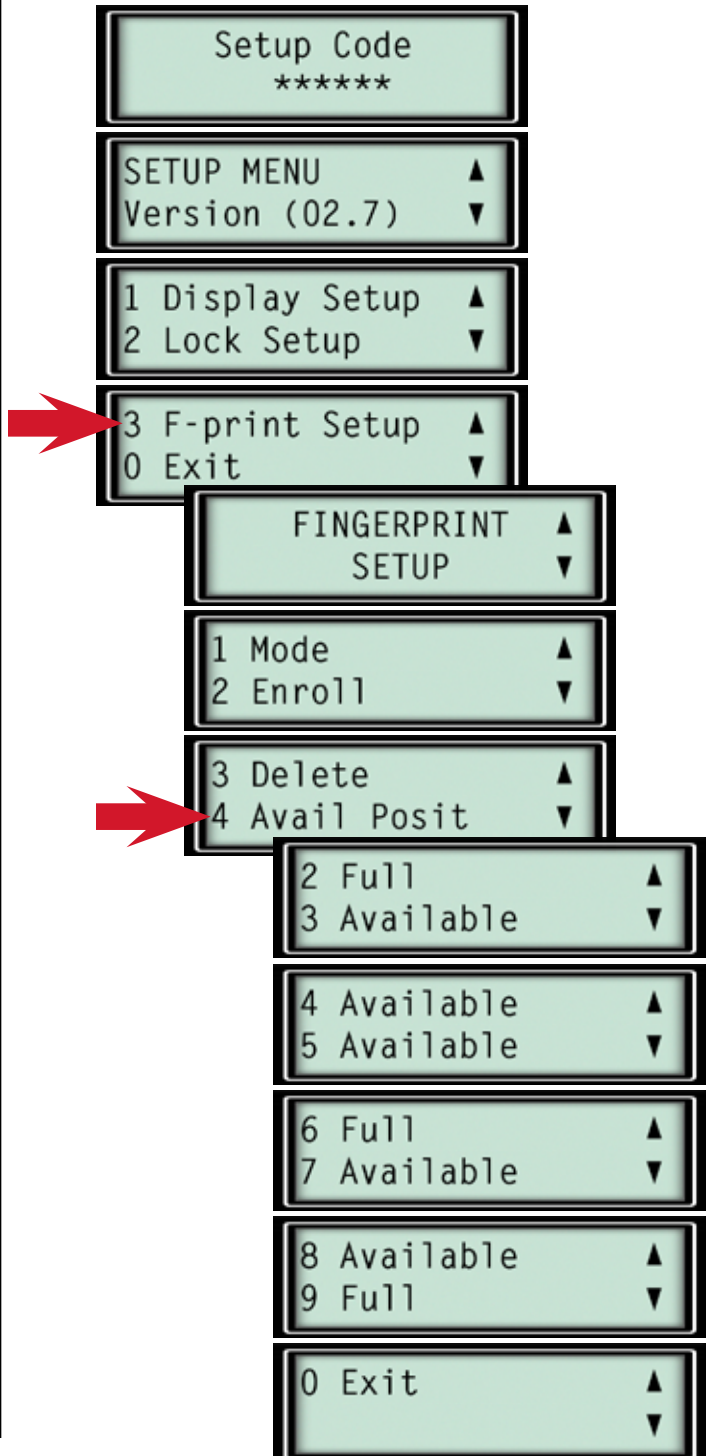 Setup Code
******
SETUP MENU ▲
Version (02.7) ▼
1 Display Setup ▲
2 Lock Setup ▼
3 F-print Setup ▲
0 Exit ▼
FINGERPRINT ▲
SETUP ▼
1 Mode ▲
2 Enroll ▼
3 Delete ▲
4 Avail Posit ▼
2 Full ▲
3 Available ▼
4 Available ▲
5 Available ▼
6 Full ▲
7 Available ▼
8 Available ▲
9 Full ▼
0 Exit ▲
▼